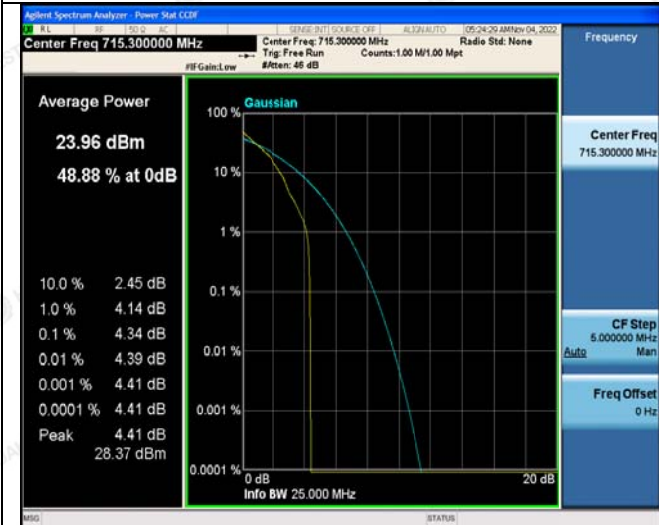 Agilent Spectrum Analyzer - Power Stat CCDF
RL RF 50 Ω AC SENSE:INT SOURCE OFF ALIGNAUTO 05:24:29 AM Nov 04, 2022
Center Freq 715.300000 MHz
Center Freq: 715.300000 MHz
Radio Std: None
Trig: Free Run
Counts:1.00 M/1.00 Mpt
#IFGain:Low
#Atten: 46 dB
Frequency
Average Power
23.96 dBm
48.88 % at 0dB
10.0 % 2.45 dB
1.0 % 4.14 dB
0.1 % 4.34 dB
0.01 % 4.39 dB
0.001 % 4.41 dB
0.0001 % 4.41 dB
Peak 4.41 dB
28.37 dBm
Gaussian
100 %
10 %
1 %
0.1 %
0.01 %
0.001 %
0.0001 %
0 dB
20 dB
Info BW 25.000 MHz
Center Freq
715.300000 MHz
CF Step
5.000000 MHz
Auto Man
Freq Offset
0 Hz
MSG
STATUS